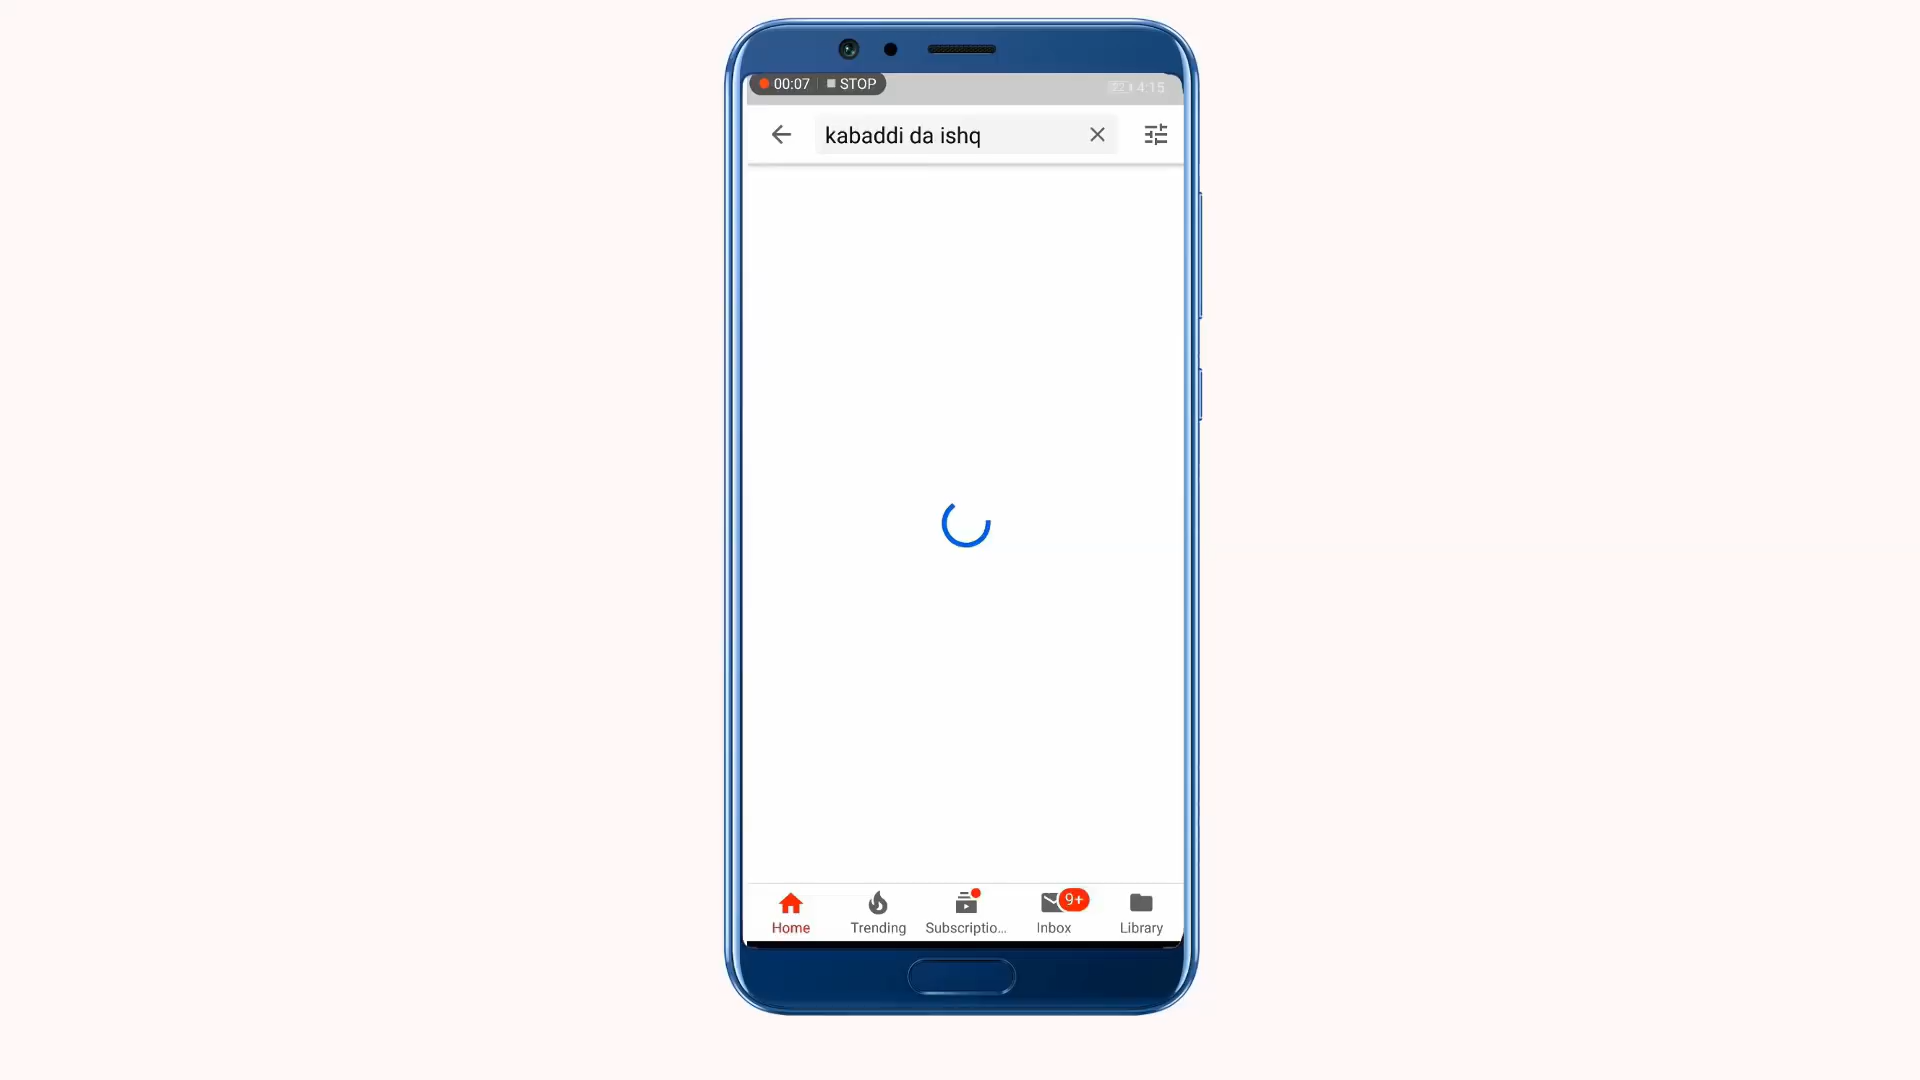 00:07 STOP
4:15
kabaddi da ishq
9+
Home Trending Subscriptio... Inbox Library